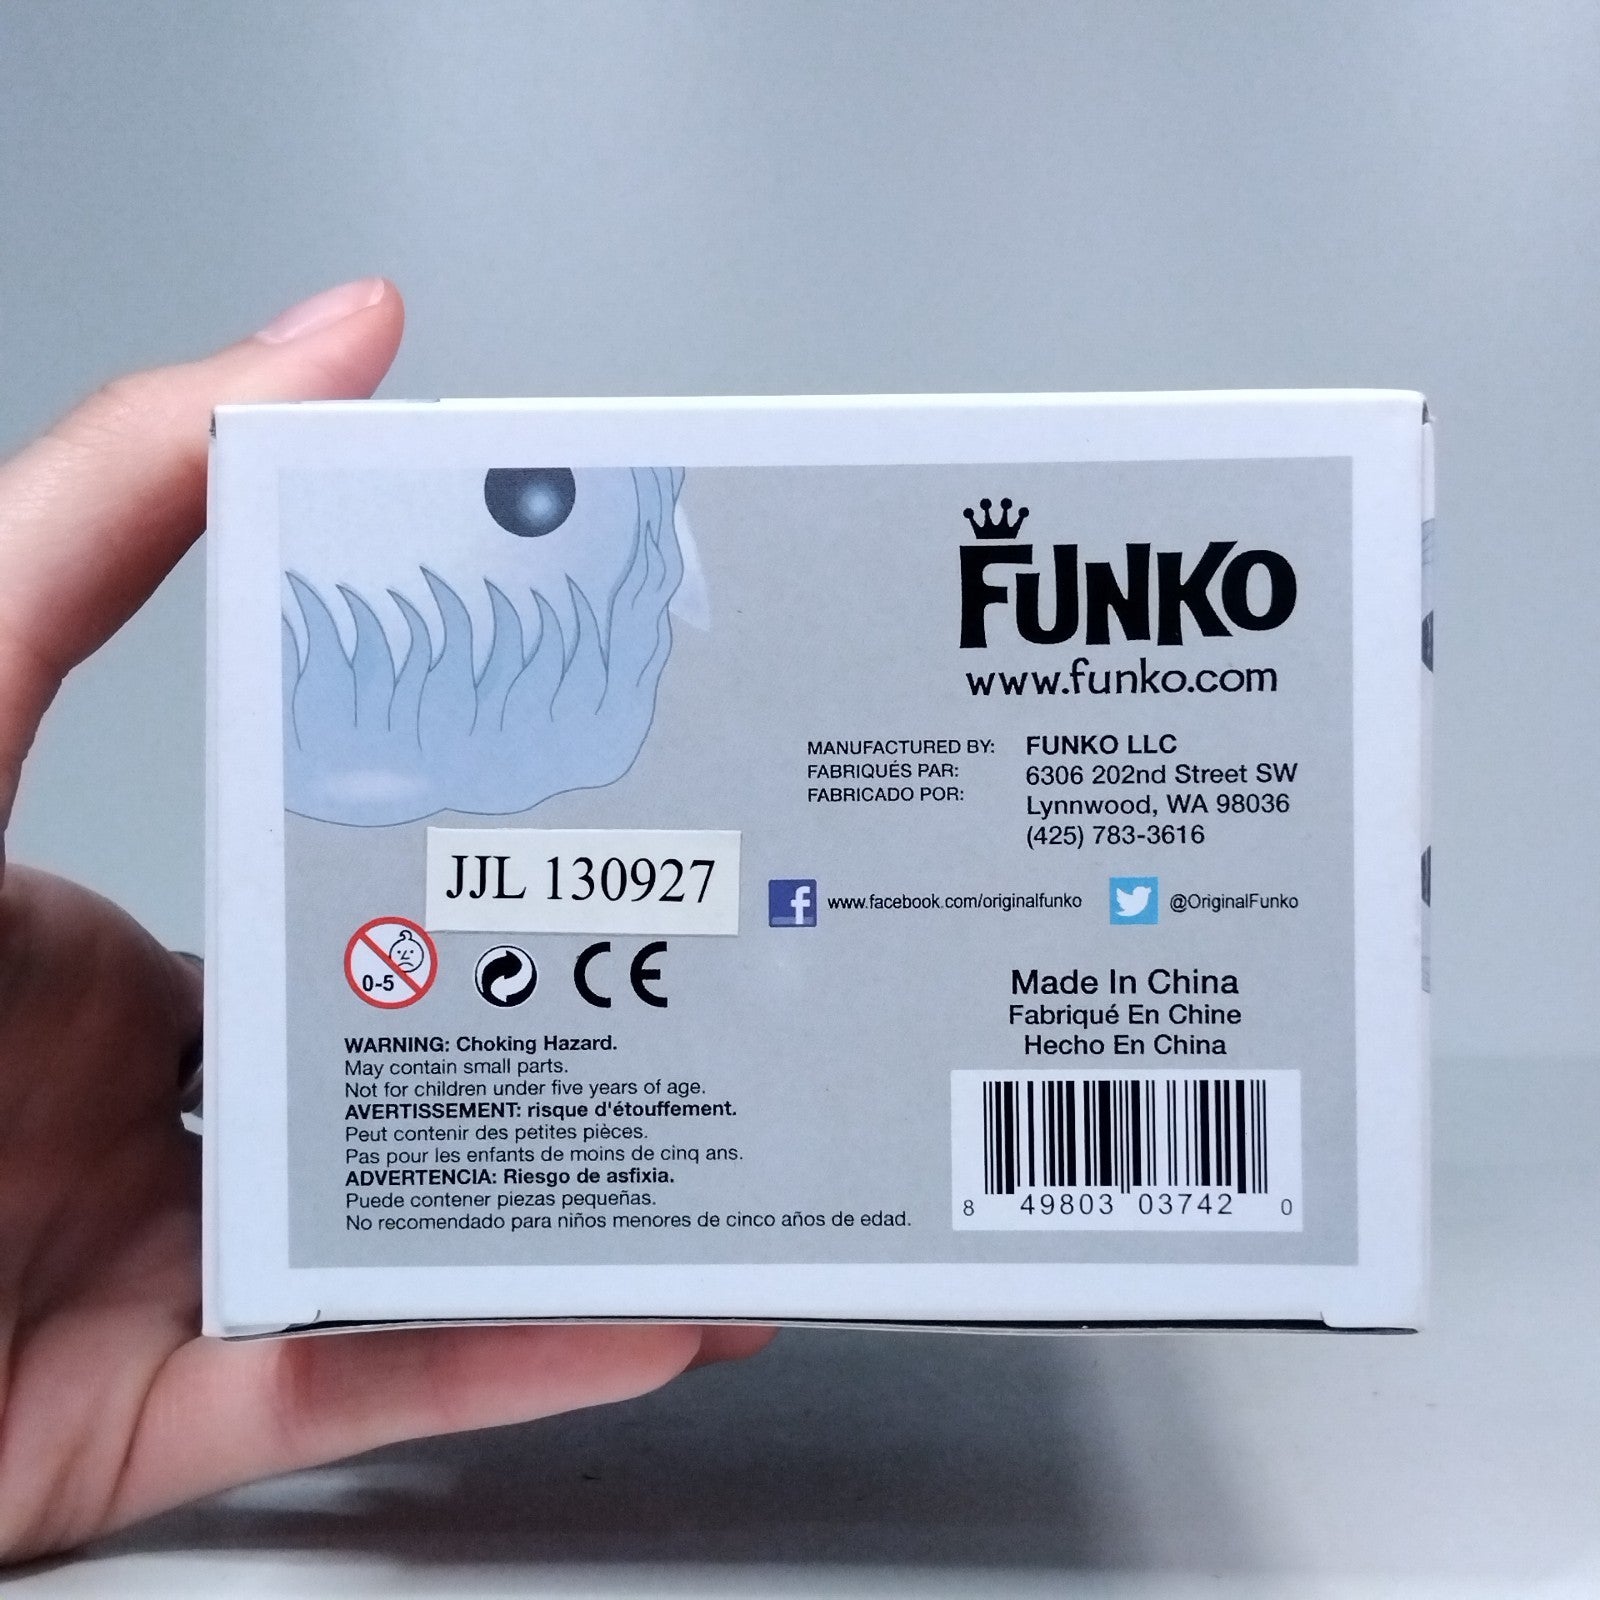 FUNKO
www.funko.com
MANUFACTURED BY: FUNKO LLC
FABRIQUÉS PAR: 6306 202nd Street SW
FABRICADO POR: Lynnwood, WA 98036
(425) 783-3616
JJL 130927
www.facebook.com/originalfunko @OriginalFunko
0-5
CE
Made In China
Fabriqué En Chine
Hecho En China
WARNING: Choking Hazard.
May contain small parts.
Not for children under five years of age.
AVERTISSEMENT: risque d'étouffement.
Peut contenir des petites pièces.
Pas pour les enfants de moins de cinq ans.
ADVERTENCIA: Riesgo de asfixia.
Puede contener piezas pequeñas.
No recomendado para niños menores de cinco años de edad.
8 49803 03742 0